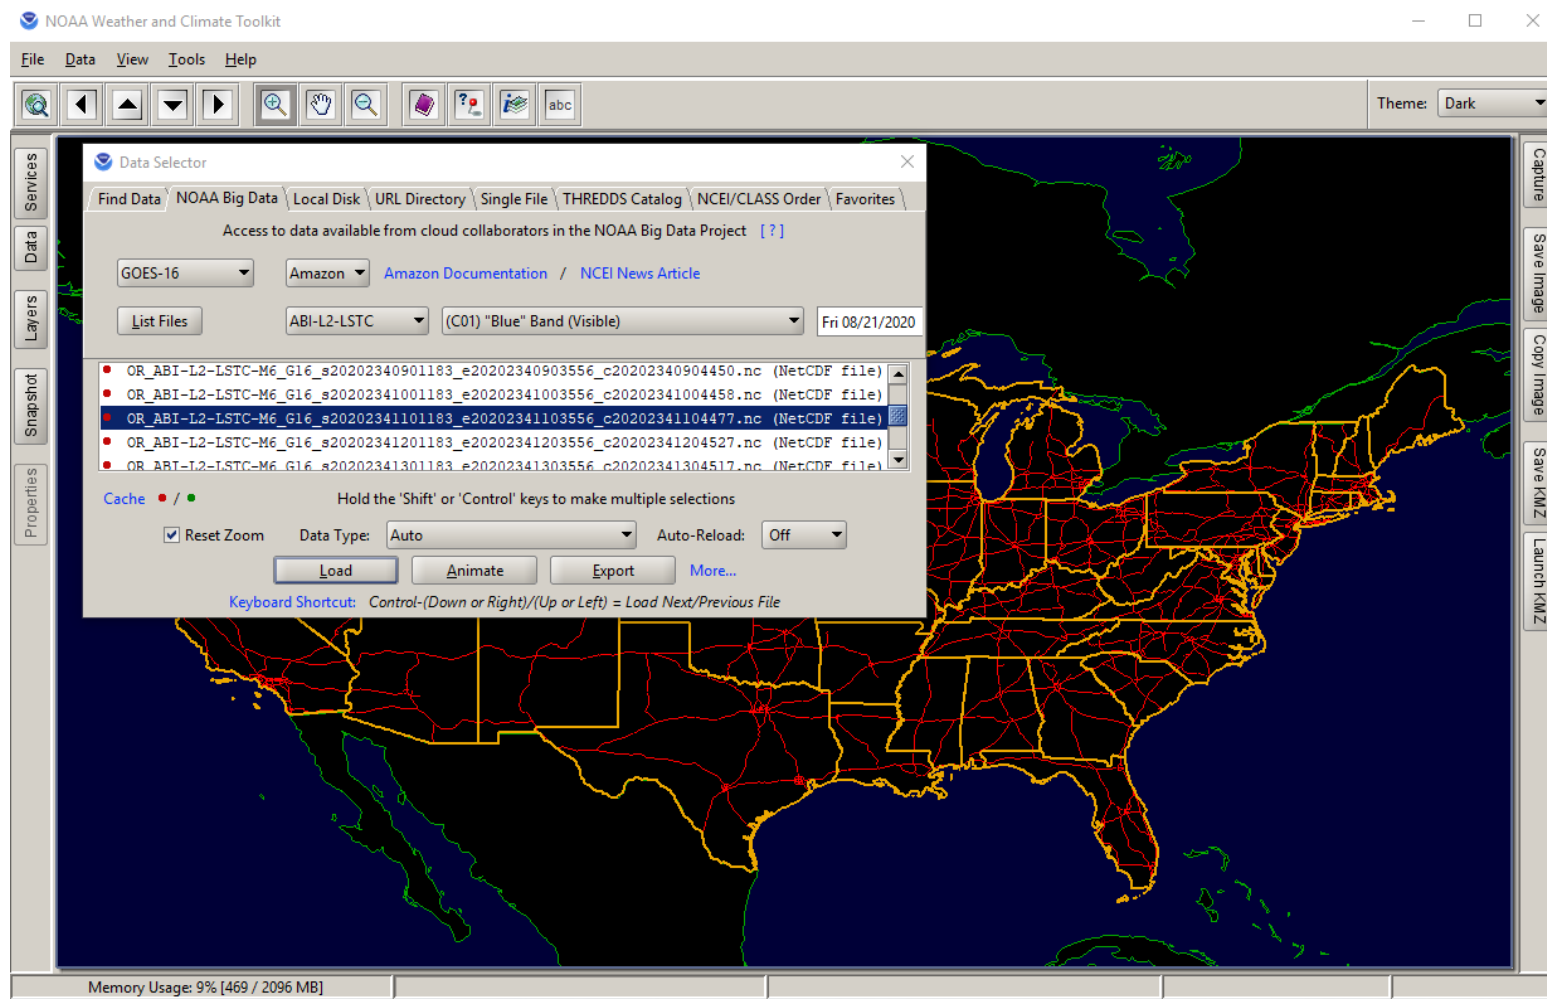 NOAA Weather and Climate Toolkit
File Data View Tools Help
abc
Theme: Dark
Services
Data
Layers
Snapshot
Properties
Data Selector
Find Data NOAA Big Data Local Disk URL Directory Single File THREDDS Catalog NCEI/CLASS Order Favorites
Access to data available from cloud collaborators in the NOAA Big Data Project [ ? ]
GOES-16 Amazon Amazon Documentation / NCEI News Article
List Files ABI-L2-LSTC (C01) "Blue" Band (Visible) Fri 08/21/2020
OR_ABI-L2-LSTC-M6_G16_s20202340901183_e20202340903556_c20202340904450.nc (NetCDF file)
OR_ABI-L2-LSTC-M6_G16_s20202341001183_e20202341003556_c20202341004458.nc (NetCDF file)
OR_ABI-L2-LSTC-M6_G16_s20202341101183_e20202341103556_c20202341104477.nc (NetCDF file)
OR_ABI-L2-LSTC-M6_G16_s20202341201183_e20202341203556_c20202341204527.nc (NetCDF file)
OR_ABI-L2-LSTC-M6_G16_s20202341301183_e20202341303556_c20202341304517.nc (NetCDF file)
Cache / Hold the 'Shift' or 'Control' keys to make multiple selections
Reset Zoom Data Type: Auto Auto-Reload: Off
Load Animate Export More...
Keyboard Shortcut: Control-(Down or Right)/(Up or Left) = Load Next/Previous File
Capture
Save Image
Copy Image
Save KMZ
Launch KMZ
Memory Usage: 9% [469 / 2096 MB]